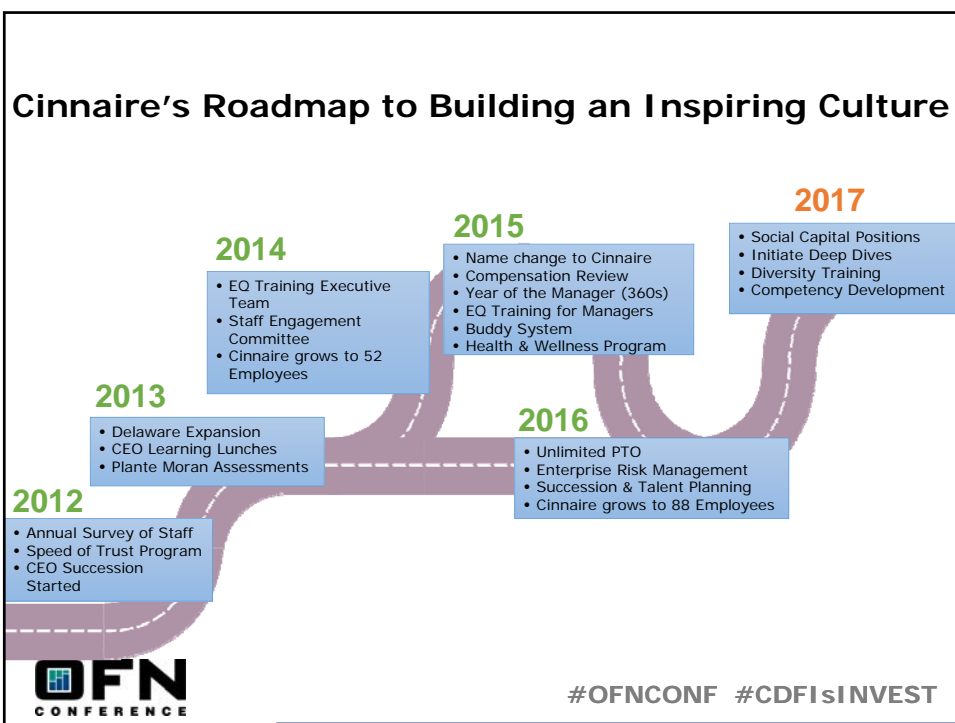 Cinnaire's Roadmap to Building an Inspiring Culture
2012
• Annual Survey of Staff
• Speed of Trust Program
• CEO Succession
Started
2013
• Delaware Expansion
• CEO Learning Lunches
• Plante Moran Assessments
2014
• EQ Training Executive
Team
• Staff Engagement
Committee
• Cinnaire grows to 52
Employees
2015
• Name change to Cinnaire
• Compensation Review
• Year of the Manager (360s)
• EQ Training for Managers
• Buddy System
• Health & Wellness Program
2016
• Unlimited PTO
• Enterprise Risk Management
• Succession & Talent Planning
• Cinnaire grows to 88 Employees
2017
• Social Capital Positions
• Initiate Deep Dives
• Diversity Training
• Competency Development
OFN
CONFERENCE
#OFNCONF #CDFIsINVEST